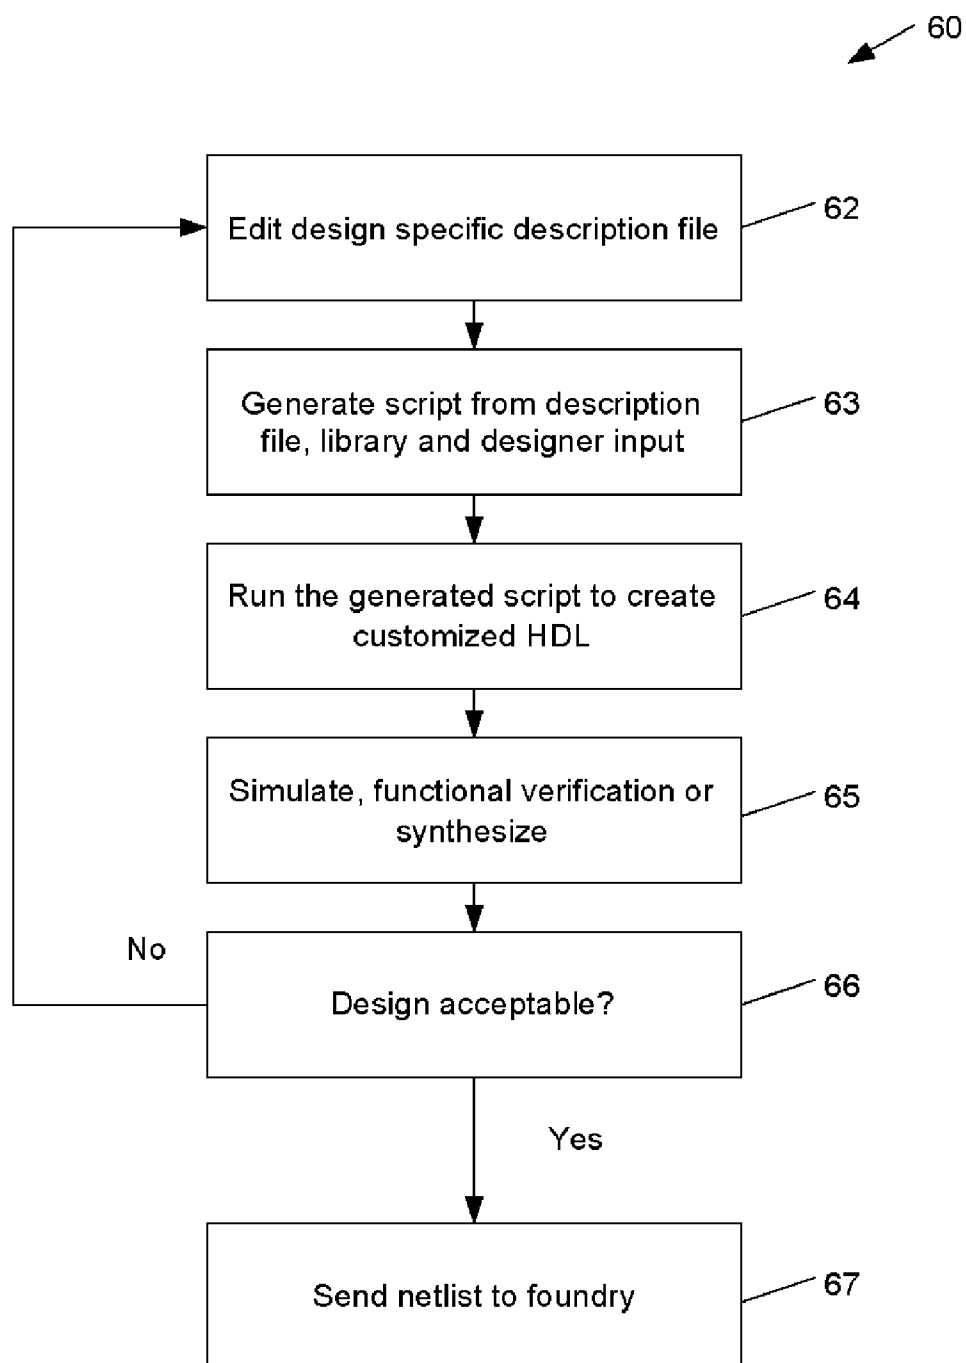 60
Edit design specific description file
62
Generate script from description
file, library and designer input
63
Run the generated script to create
customized HDL
64
Simulate, functional verification or
synthesize
65
No
Design acceptable?
66
Yes
Send netlist to foundry
67